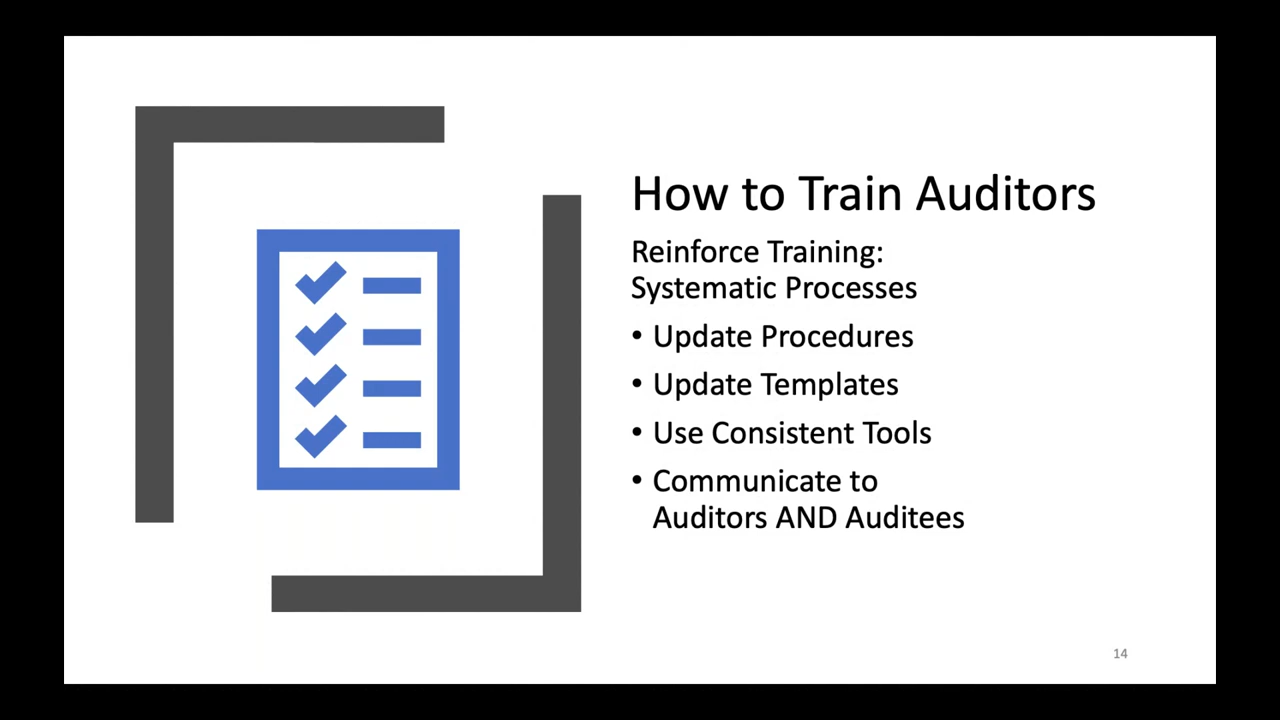 How to Train Auditors
Reinforce Training:
Systematic Processes
• Update Procedures
• Update Templates
• Use Consistent Tools
• Communicate to
Auditors AND Auditees
14